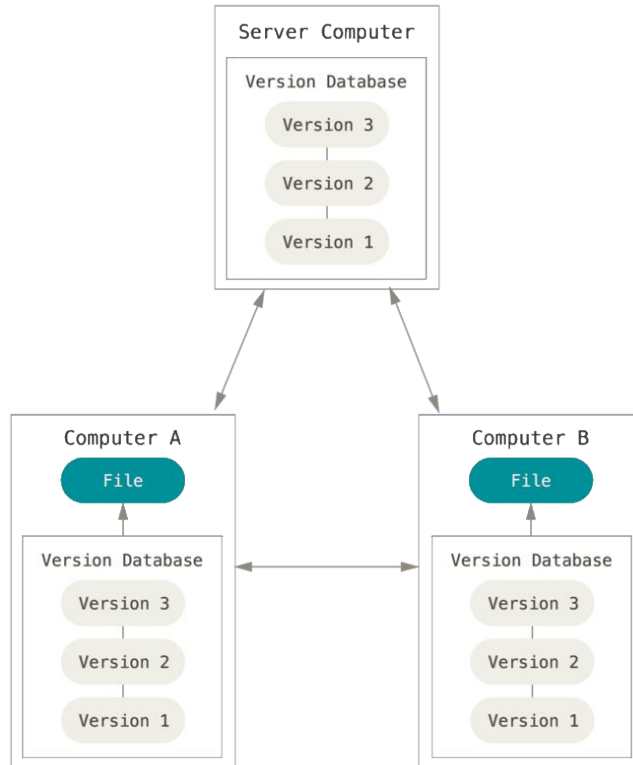 Server Computer
Version Database
Version 3
Version 2
Version 1
Computer A
File
Version Database
Version 3
Version 2
Version 1
Computer B
File
Version Database
Version 3
Version 2
Version 1